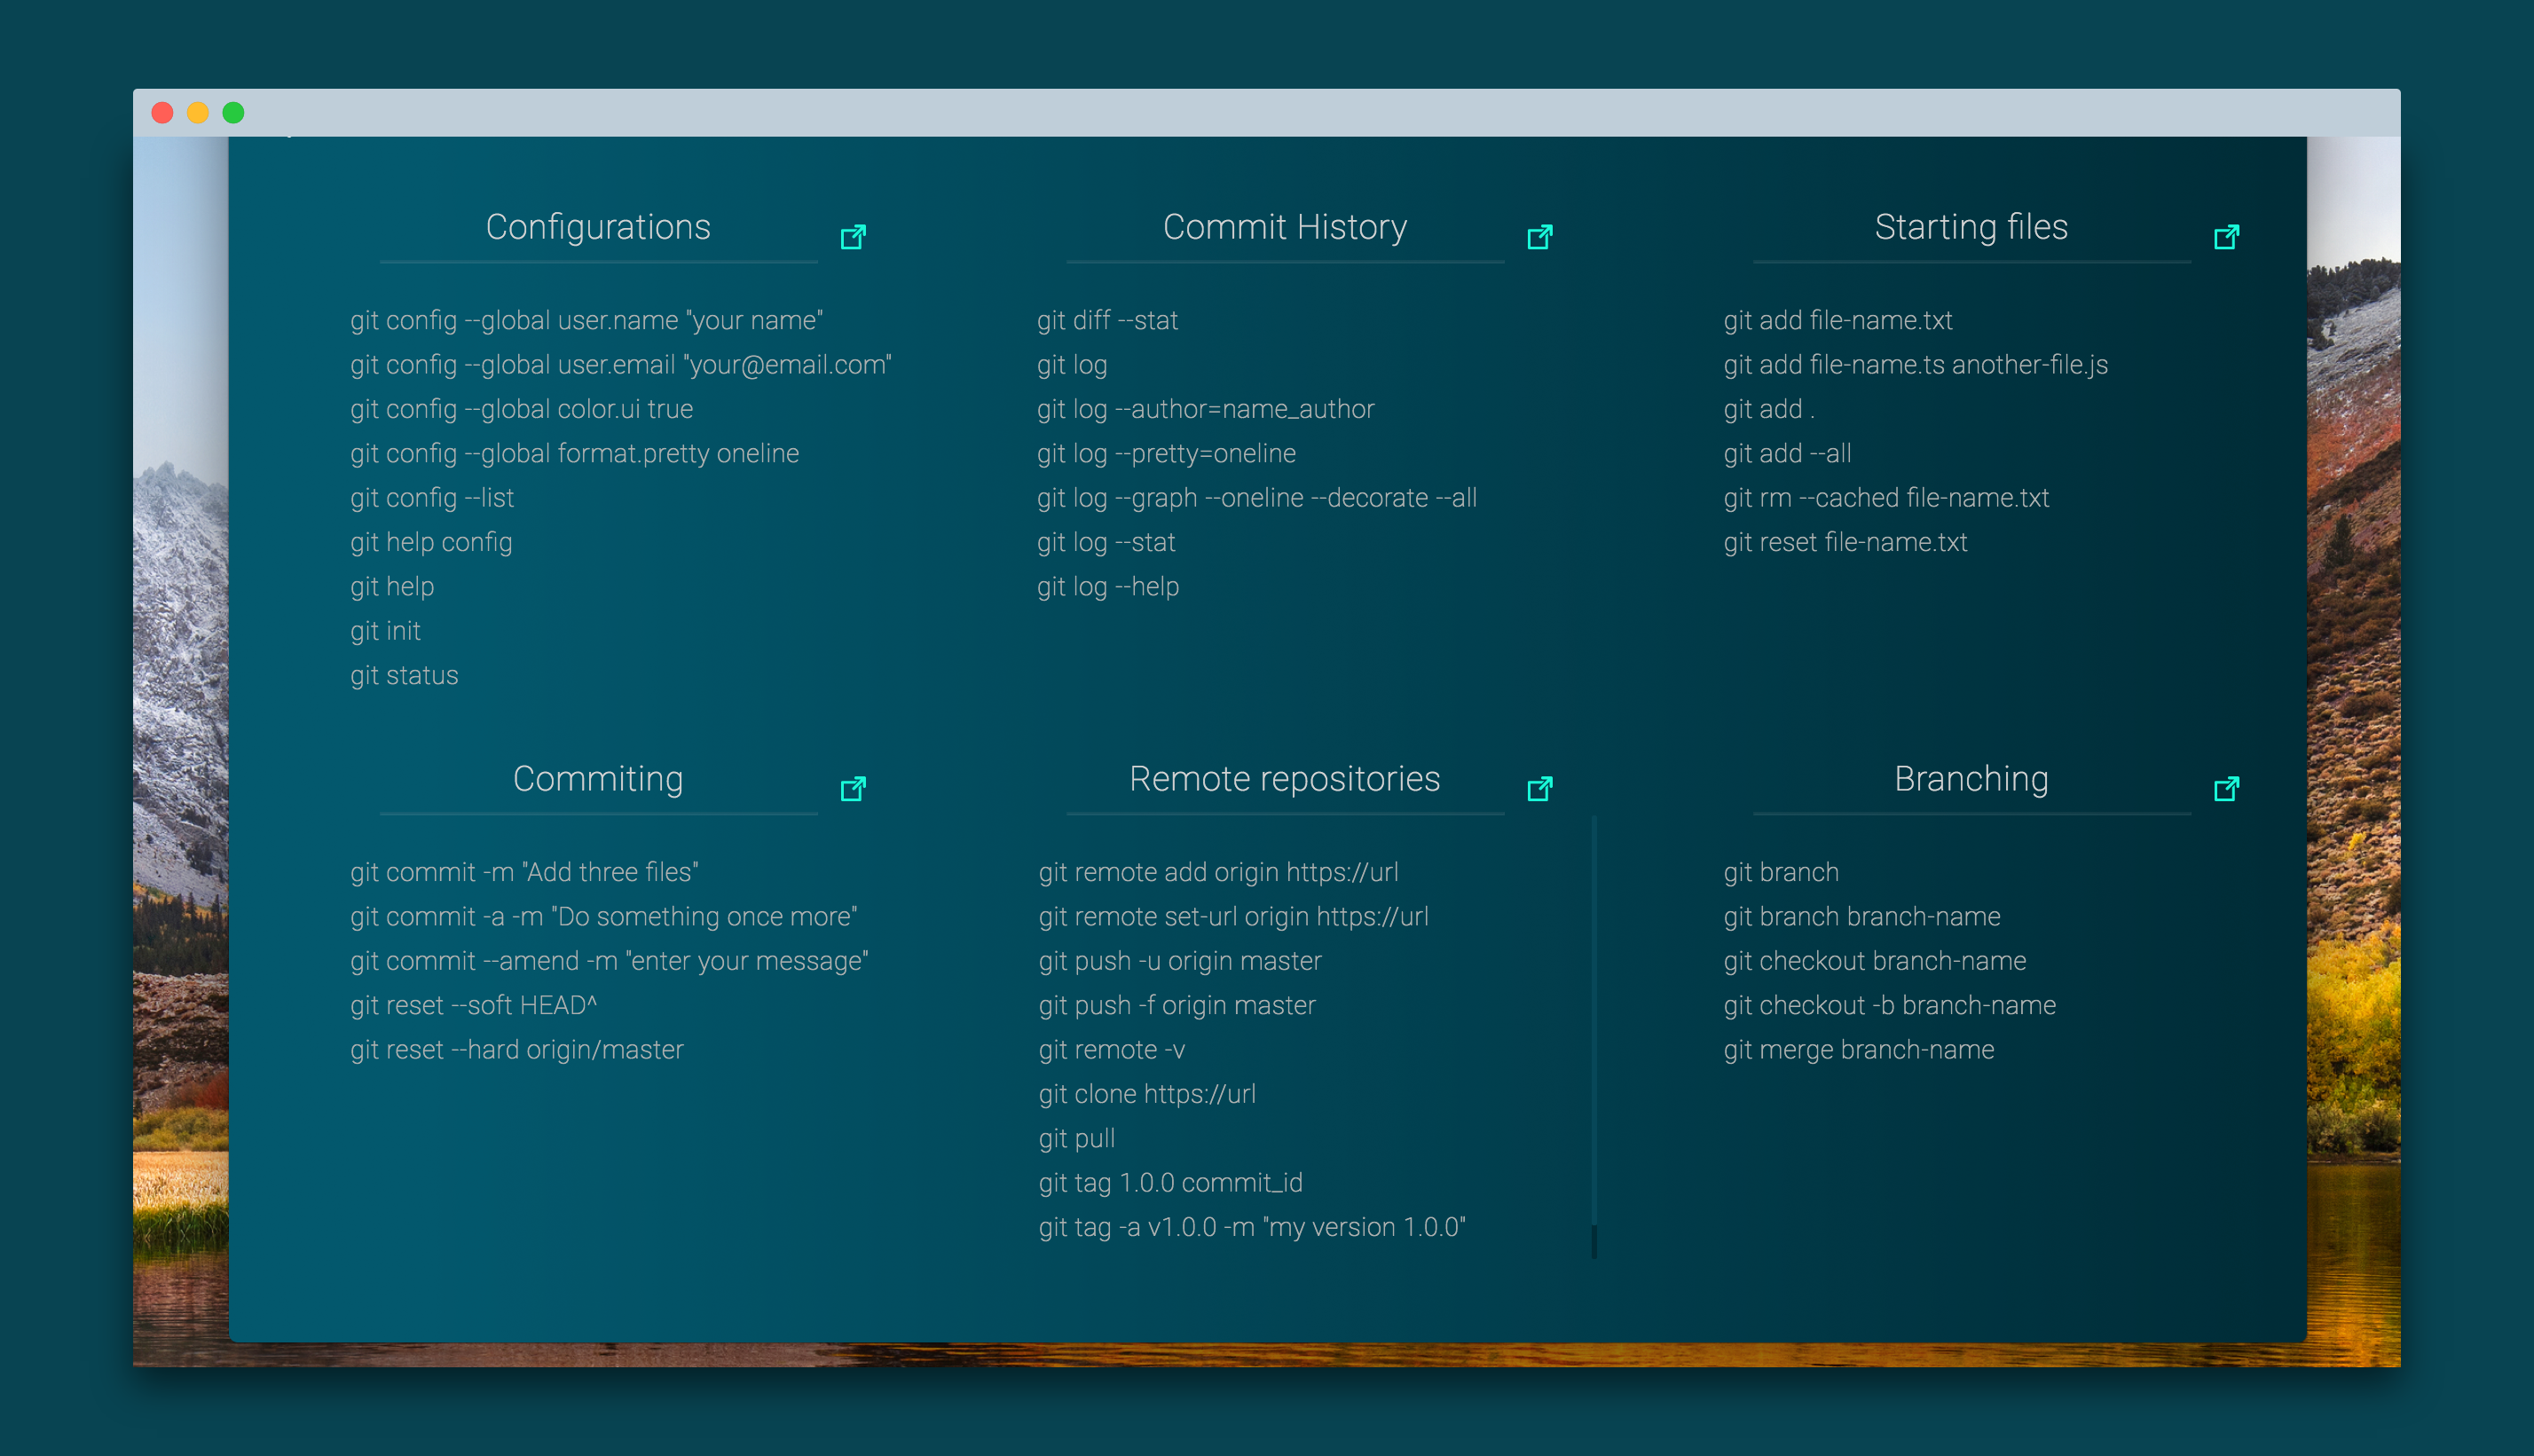 Configurations
git config --global user.name "your name"
git config --global user.email "your@email.com"
git config --global color.ui true
git config --global format.pretty oneline
git config --list
git help config
git help
git init
git status
Commit History
git diff --stat
git log
git log --author=name_author
git log --pretty=oneline
git log --graph --oneline --decorate --all
git log --stat
git log --help
Starting files
git add file-name.txt
git add file-name.ts another-file.js
git add .
git add --all
git rm --cached file-name.txt
git reset file-name.txt
Commiting
git commit -m "Add three files"
git commit -a -m "Do something once more"
git commit --amend -m "enter your message"
git reset --soft HEAD^
git reset --hard origin/master
Remote repositories
git remote add origin https://url
git remote set-url origin https://url
git push -u origin master
git push -f origin master
git remote -v
git clone https://url
git pull
git tag 1.0.0 commit_id
git tag -a v1.0.0 -m "my version 1.0.0"
Branching
git branch
git branch branch-name
git checkout branch-name
git checkout -b branch-name
git merge branch-name